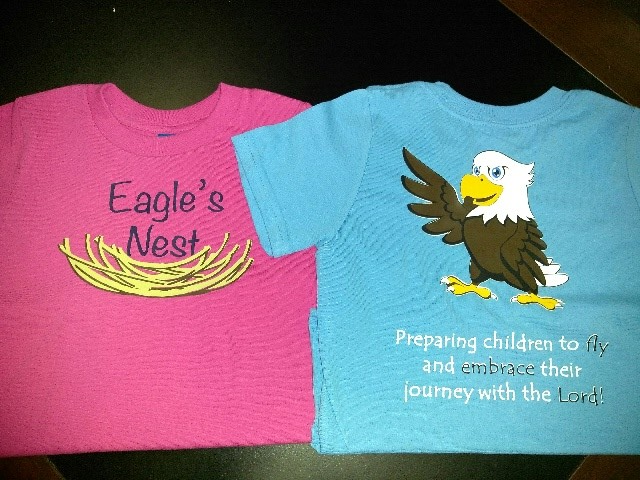 Eagle's
Nest
Preparing children to fly
and embrace their
journey with the Lord!